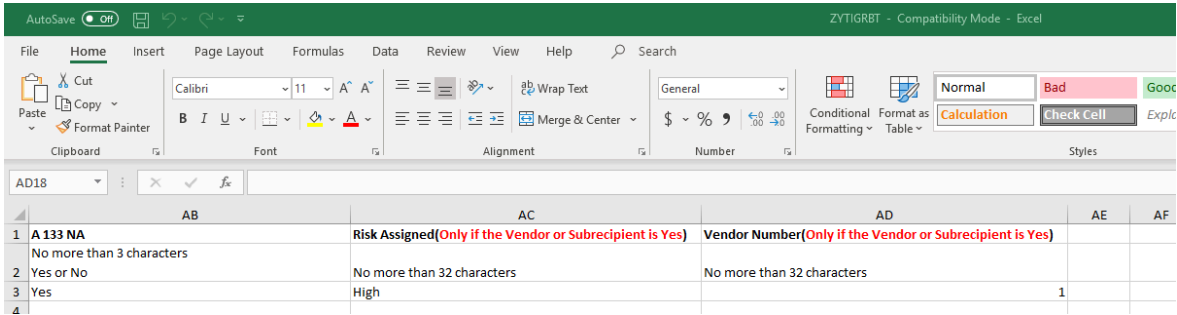 AutoSave Off ZYTIGRBT - Compatibility Mode - Excel
File Home Insert Page Layout Formulas Data Review View Help Search
Cut
Copy
Format Painter
Paste
Calibri 11 A^ A˅
B I U A
ab Wrap Text
Merge & Center
General
$ % 9 .00 .0
Conditional Formatting
Format as Table
Normal Bad Good
Calculation Check Cell
Clipboard Font Alignment Number Styles
AD18 fx
AB AC AD AE AF
1 A 133 NA Risk Assigned(Only if the Vendor or Subrecipient is Yes) Vendor Number(Only if the Vendor or Subrecipient is Yes)
No more than 3 characters
2 Yes or No No more than 32 characters No more than 32 characters
3 Yes High 1
4